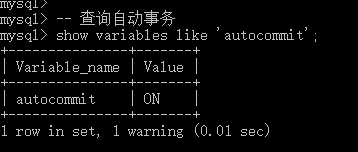 mysql>
mysql> -- 查询自动事务
mysql> show variables like 'autocommit';
+---------------+-------+
| Variable_name | Value |
+---------------+-------+
| autocommit    | ON    |
+---------------+-------+
1 row in set, 1 warning (0.01 sec)